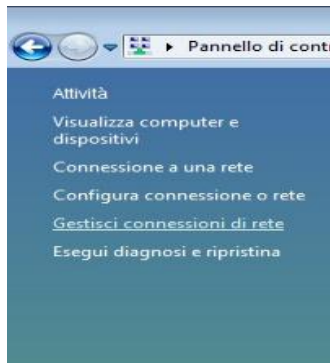 Pannello di cont
Attività
Visualizza computer e
dispositivi
Connessione a una rete
Configura connessione o rete
Gestisci connessioni di rete
Esegui diagnosi e ripristina